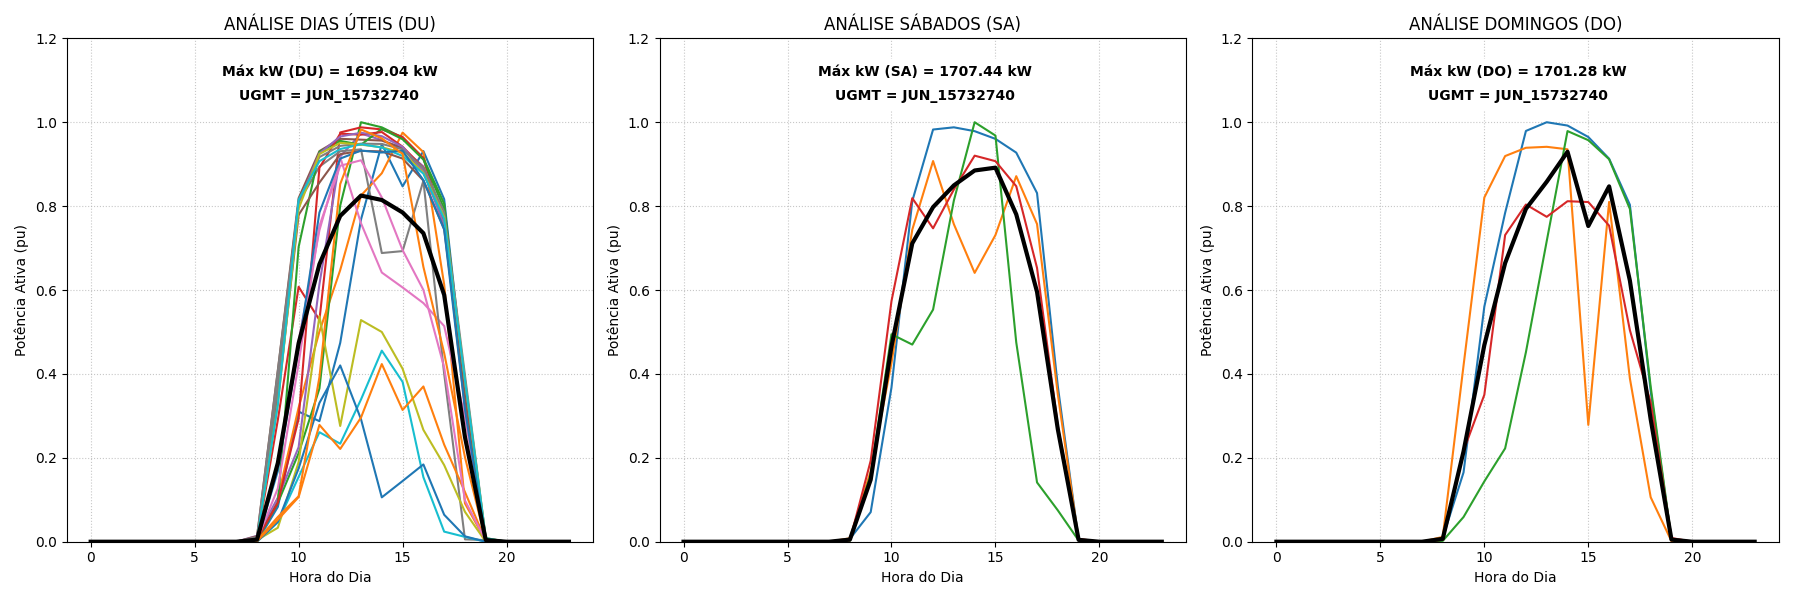 ANÁLISE DIAS ÚTEIS (DU)
Máx kW (DU) = 1699.04 kW
UGMT = JUN_15732740
Potência Ativa (pu)
1.2
1.0
0.8
0.6
0.4
0.2
0.0
0 5 10 15 20
Hora do Dia
ANÁLISE SÁBADOS (SA)
Máx kW (SA) = 1707.44 kW
UGMT = JUN_15732740
Potência Ativa (pu)
1.2
1.0
0.8
0.6
0.4
0.2
0.0
0 5 10 15 20
Hora do Dia
ANÁLISE DOMINGOS (DO)
Máx kW (DO) = 1701.28 kW
UGMT = JUN_15732740
Potência Ativa (pu)
1.2
1.0
0.8
0.6
0.4
0.2
0.0
0 5 10 15 20
Hora do Dia